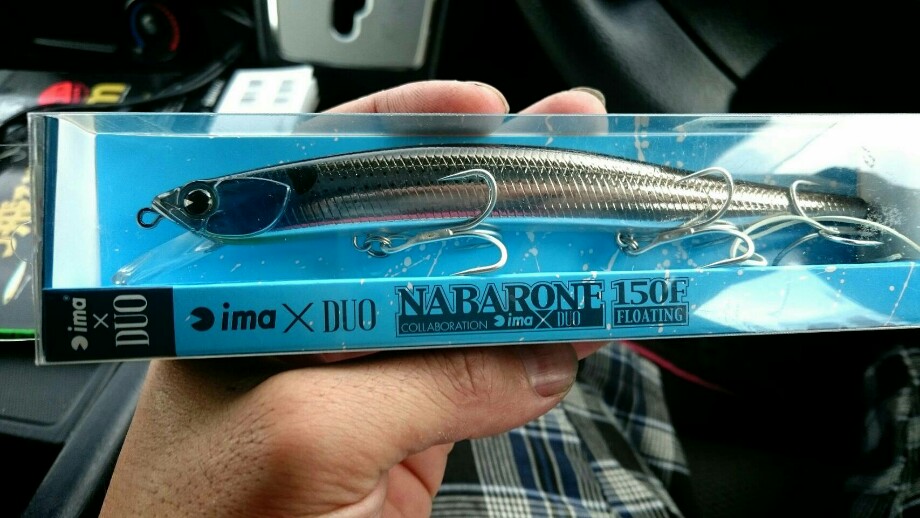 ima
×
DUO
ima × DUO
NABARONE
COLLABORATION ima × DUO
150F
FLOATING